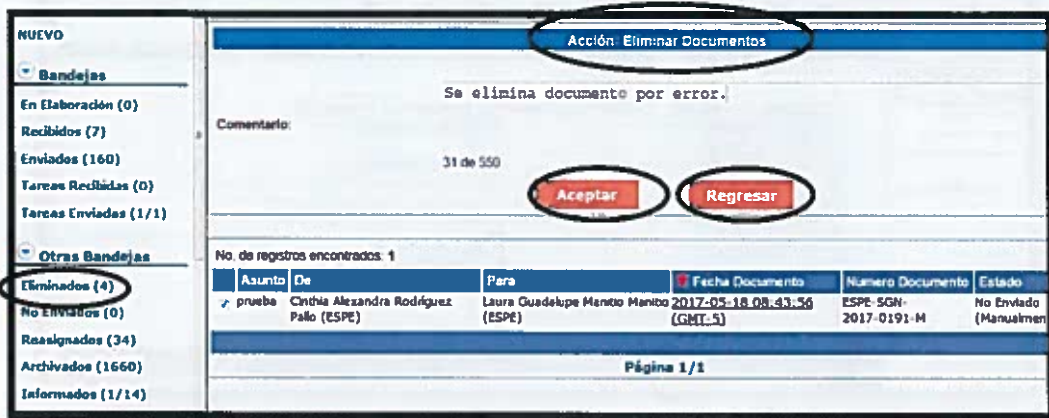 NUEVO
Bandejas
En Elaboración (0)
Recibidos (7)
Enviados (160)
Tareas Recibidas (0)
Tareas Enviadas (1/1)
Otras Bandejas
Eliminados (4)
No Enviados (0)
Reasignados (34)
Archivados (1660)
Informados (1/14)
Acción: Eliminar Documentos
Se elimina documento por error.
Comentario:
31 de 550
Aceptar Regresar
No. de registros encontrados: 1
Asunto De Para Fecha Documento Numero Documento Estado
prueba Cinthia Alexandra Rodríguez Laura Guadalupe Manitio 2017-05-18 08:43:56 ESPE-SGN- No Enviado
Pallo (ESPE) (ESPE) (GMT-5) 2017-0191-M (Manualmen
Página 1/1